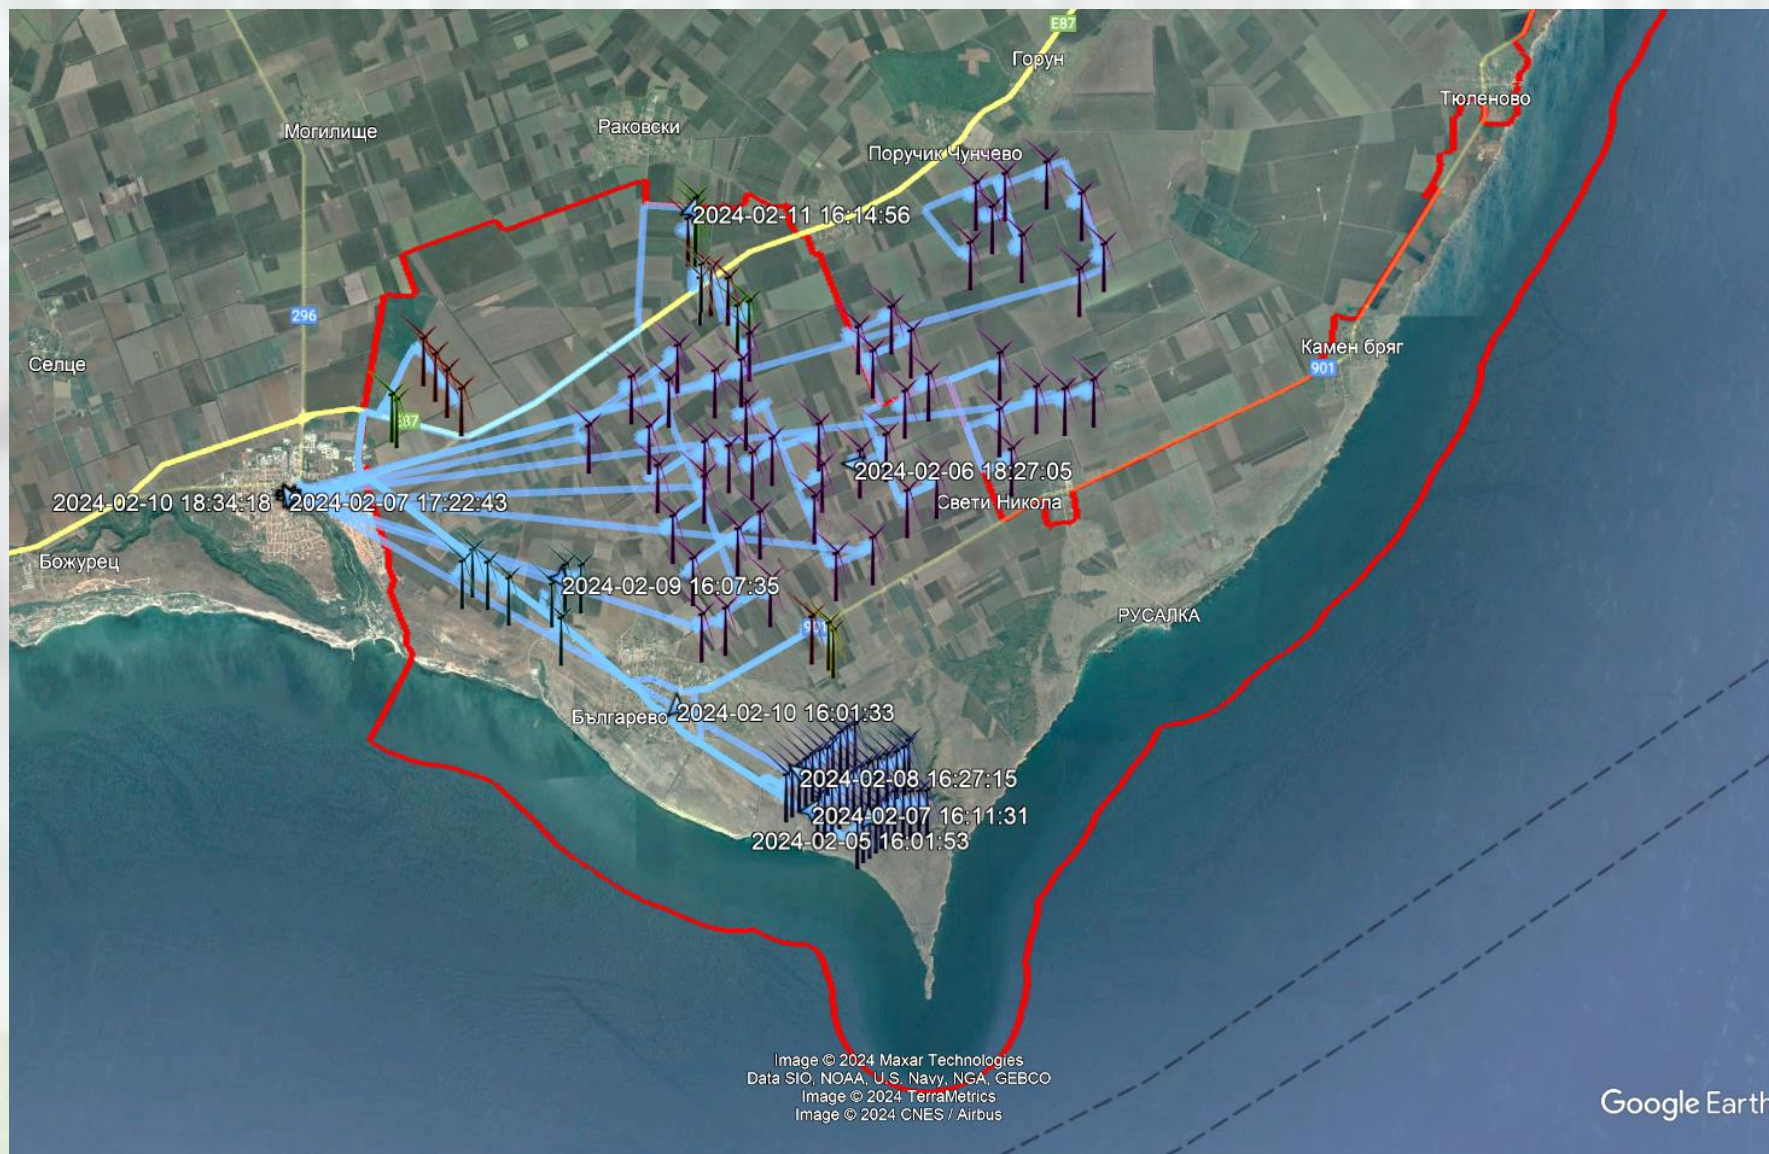 E87
Горун
Тюленово
Могилище
Раковски
Поручик Чунчево
2024-02-11 16:14:56
296
Селце
Камен бряг
901
E87
2024-02-06 18:27:05
2024-02-10 18:34:18
2024-02-07 17:22:43
Свети Никола
Божурец
2024-02-09 16:07:35
РУСАЛКА
901
Българево
2024-02-10 16:01:33
2024-02-08 16:27:15
2024-02-07 16:11:31
2024-02-05 16:01:53
Image © 2024 Maxar Technologies
Data SIO, NOAA, U.S. Navy, NGA, GEBCO
Image © 2024 TerraMetrics
Image © 2024 CNES / Airbus
Google Earth